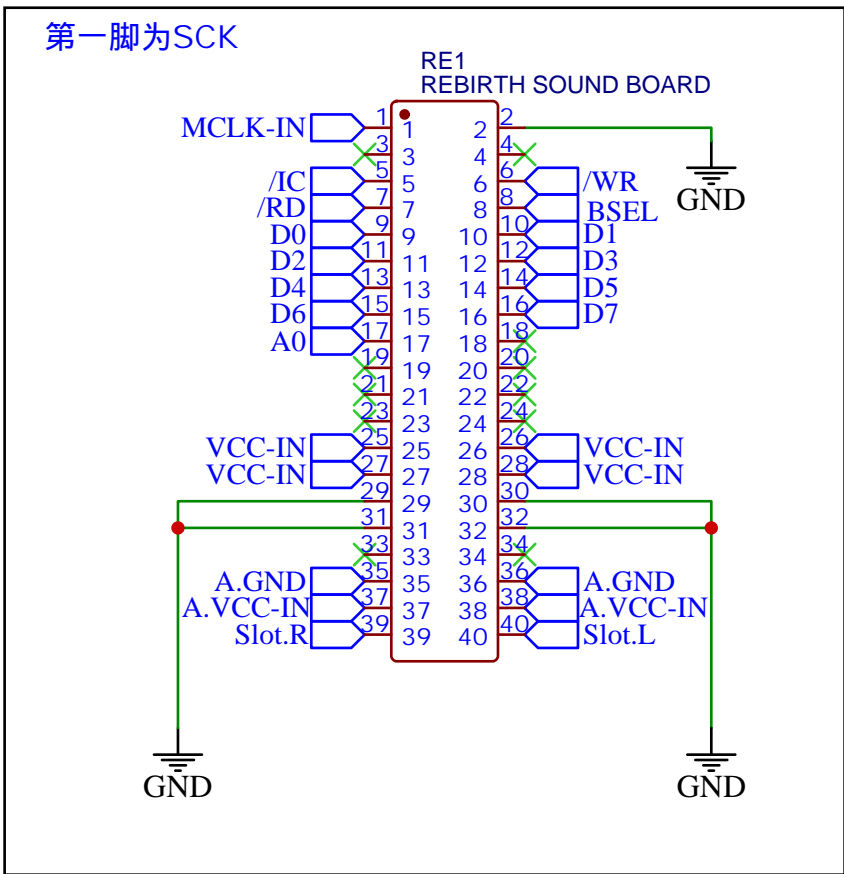 第一脚为SCK
RE1
REBIRTH SOUND BOARD
MCLK-IN 1 1 2 2
3 3 4 4
GND
/IC 5 5 6 6 /WR
/RD 7 7 8 8 BSEL
D0 9 9 10 10 D1
D2 11 11 12 12 D3
D4 13 13 14 14 D5
D6 15 15 16 16 D7
A0 17 17 18 18
19 19 20 20
21 21 22 22
23 23 24 24
VCC-IN 25 25 26 26 VCC-IN
VCC-IN 27 27 28 28 VCC-IN
29 29 30 30
31 31 32 32
33 33 34 34
A.GND 35 35 36 36 A.GND
A.VCC-IN 37 37 38 38 A.VCC-IN
Slot.R 39 39 40 40 Slot.L
GND GND